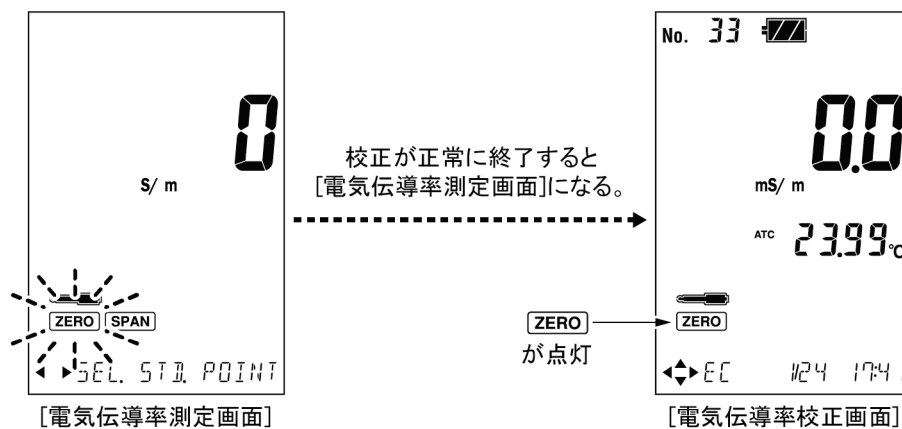 0
S/ m
ZERO SPAN
SEL. STD. POINT
[電気伝導率測定画面]
校正が正常に終了すると
[電気伝導率測定画面]になる。
ZERO
が点灯
No. 33
0.0
mS/ m
ATC 23.99℃
ZERO
EC 1/24 17:4
[電気伝導率校正画面]